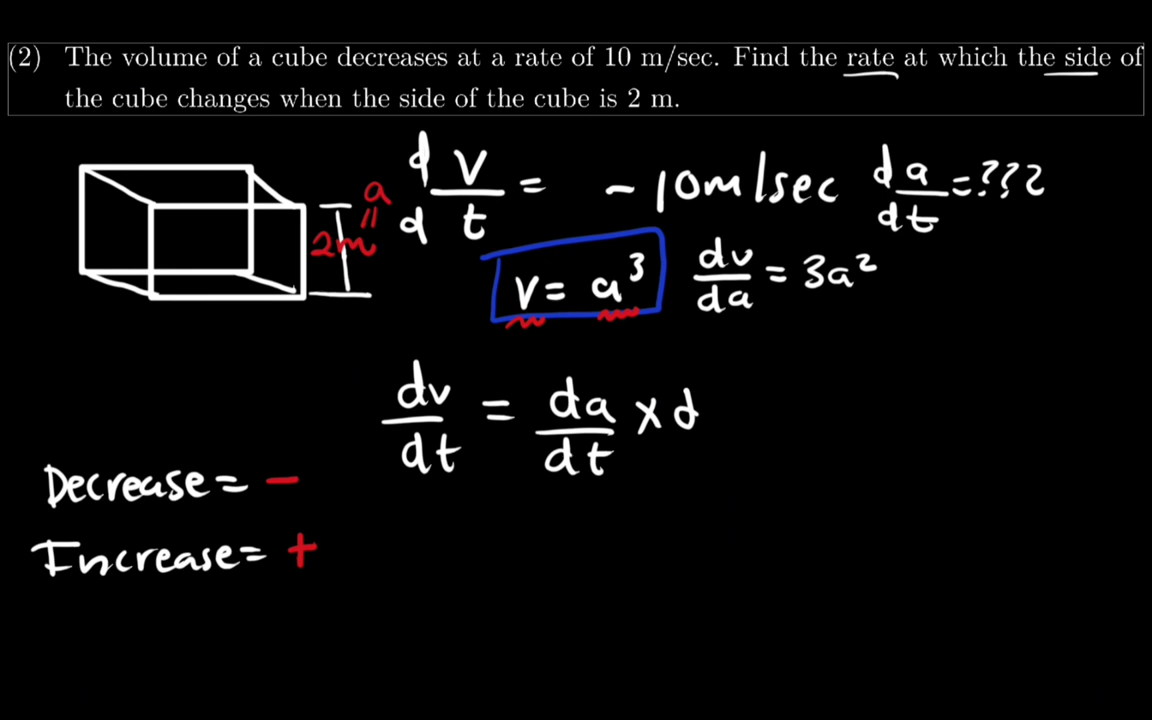 (2) The volume of a cube decreases at a rate of 10 m/sec. Find the rate at which the side of
the cube changes when the side of the cube is 2 m.
dV/dt = -10m/sec da/dt = ???
a
=
2m
V = a³ dv/da = 3a²
dv/dt = da/dt x d
Decrease = -
Increase = +